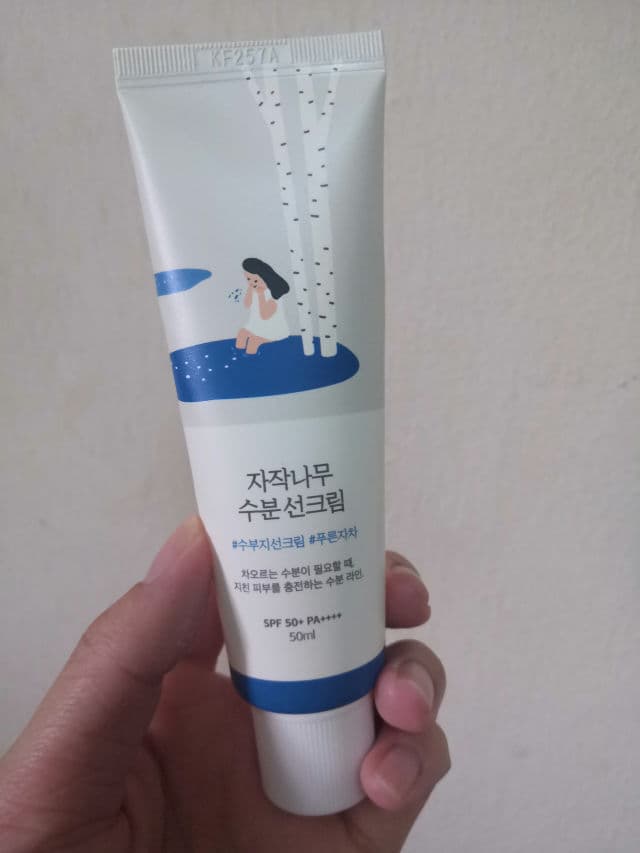 KF257A
자작나무
수분 선크림
#수부지선크림 #푸른자차
차오르는 수분이 필요할 때,
지친 피부를 충전하는 수분 라인.
SPF 50+ PA++++
50ml